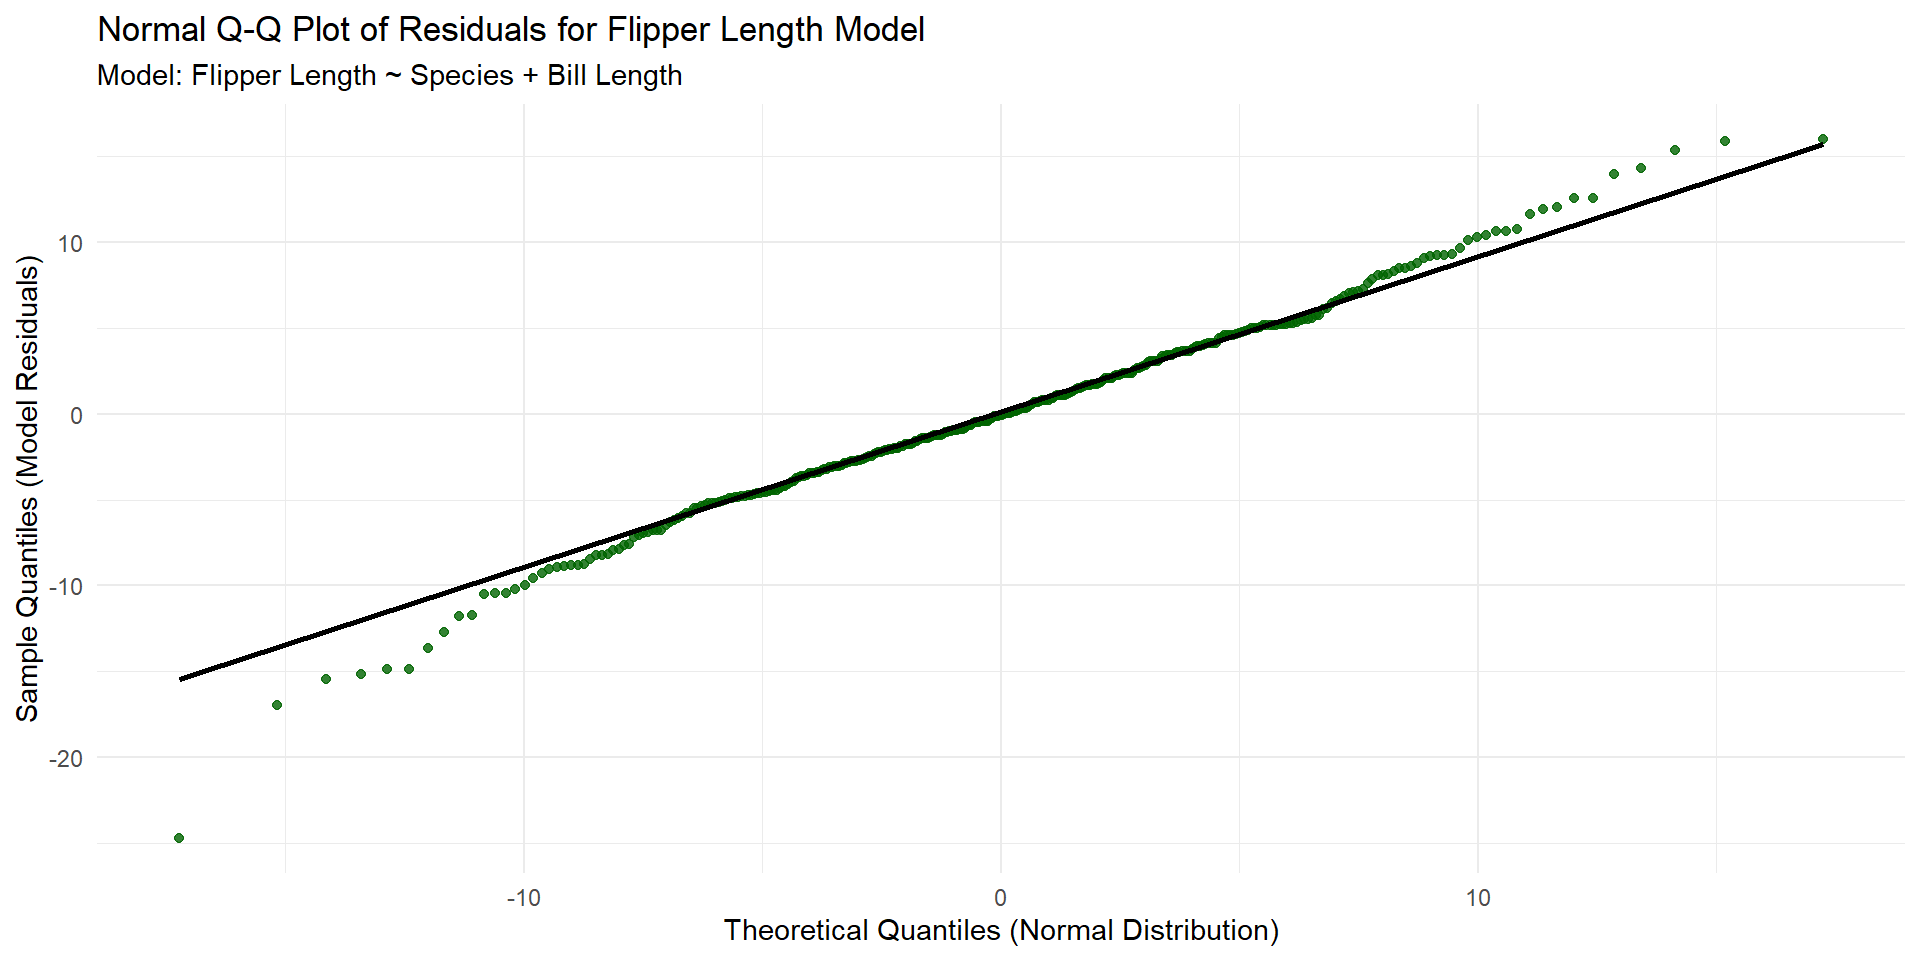 Normal Q-Q Plot of Residuals for Flipper Length Model
Model: Flipper Length ~ Species + Bill Length
Sample Quantiles (Model Residuals)
10
0
-10
-20
-10
0
10
Theoretical Quantiles (Normal Distribution)